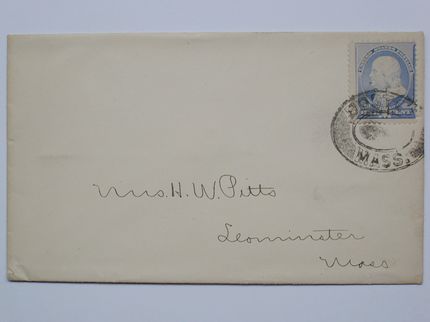 MASS.
Mrs. H. W. Pitts
Leominster
Mass